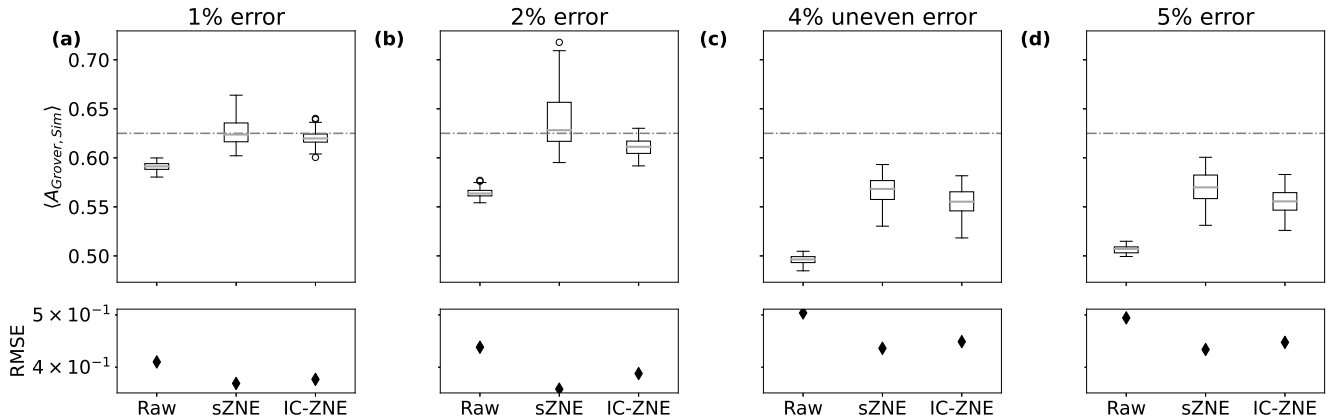 1% error
2% error
4% uneven error
5% error
(a)
(b)
(c)
(d)
0.70
0.65
0.60
0.55
0.50
⟨A_{Grover, Sim}⟩
5 × 10⁻¹
4 × 10⁻¹
RMSE
Raw sZNE IC-ZNE
Raw sZNE IC-ZNE
Raw sZNE IC-ZNE
Raw sZNE IC-ZNE